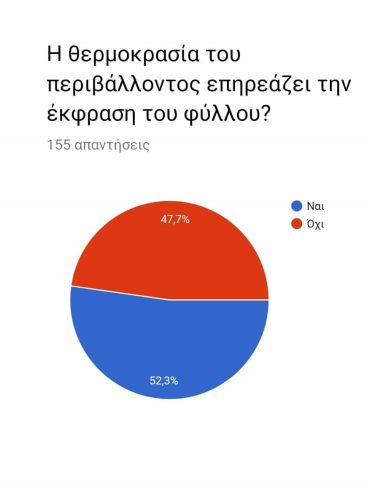 Η θερμοκρασία του
περιβάλλοντος επηρεάζει την
έκφραση του φύλλου?
155 απαντήσεις
Ναι
Όχι
47,7%
52,3%